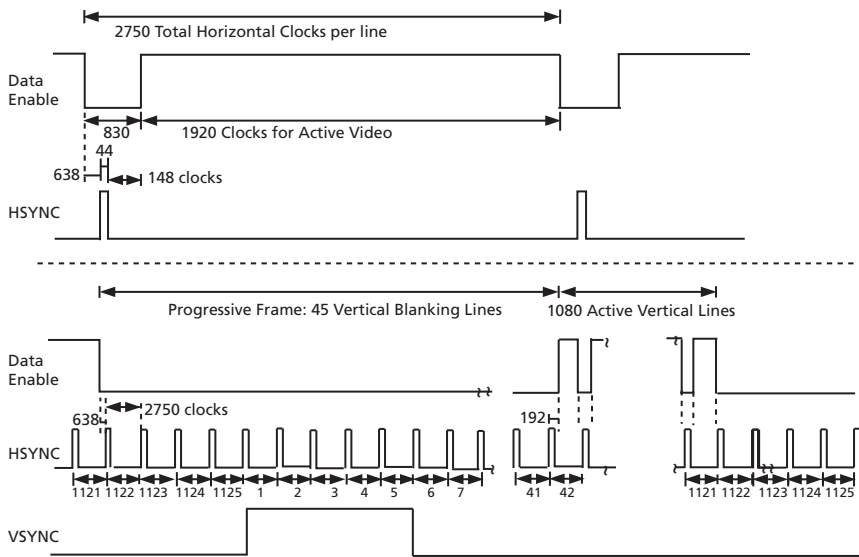 2750 Total Horizontal Clocks per line
Data
Enable
830
1920 Clocks for Active Video
44
638
148 clocks
HSYNC
Progressive Frame: 45 Vertical Blanking Lines
1080 Active Vertical Lines
Data
Enable
638
2750 clocks
192
HSYNC
1121 1122 1123 1124 1125 1 2 3 4 5 6 7 41 42 1121 1122 1123 1124 1125
VSYNC